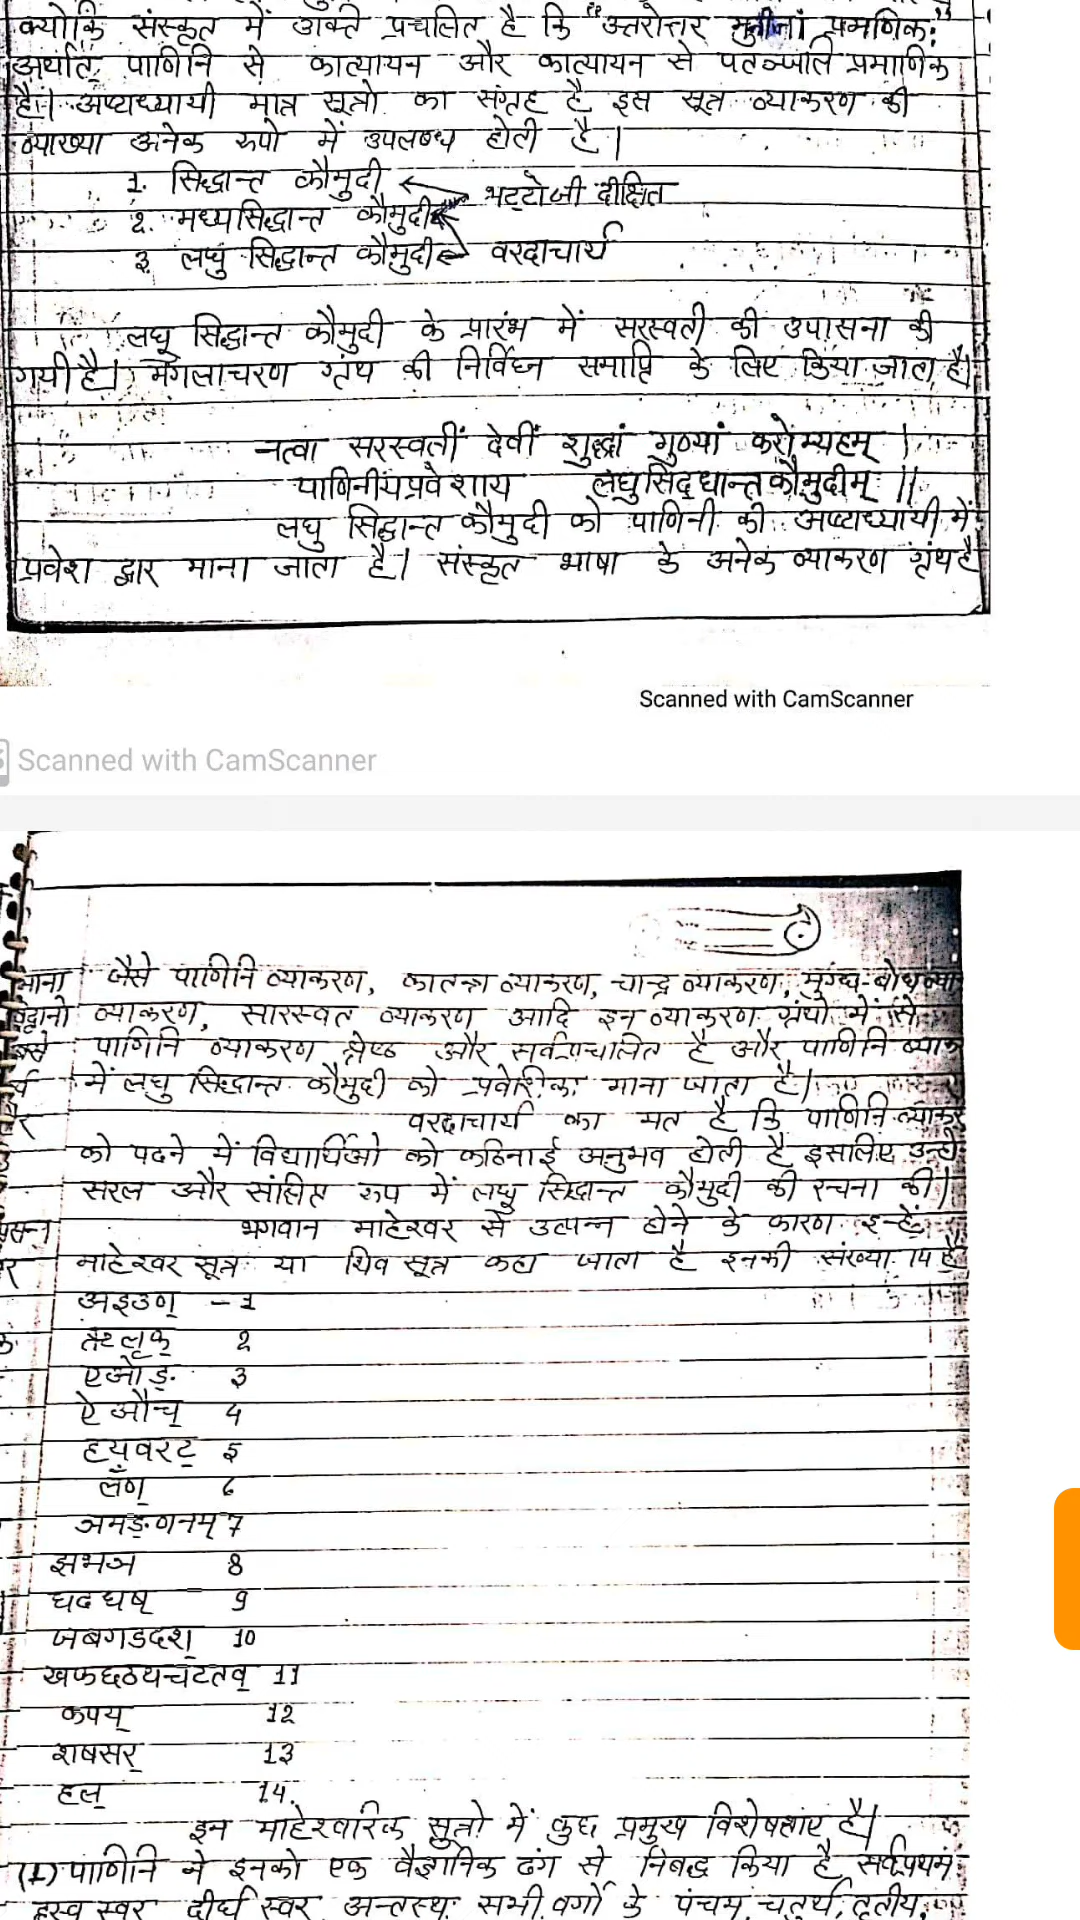 क्योकि संस्कृत में उक्ति प्रचलित है कि "उत्तरोत्तर मुनीनां प्रमाणिक:"
अर्थात् पाणिनि से कात्यायन और कात्यायन से पतञ्जलि प्रमाणिक
है। अष्टाध्यायी मात्र सूत्रो का संग्रह है इस सूत्र व्याकरण की
व्याख्या अनेक रुपो में उपलब्ध होती है।
1. सिद्धान्त कौमुदी
भट्टोजी दीक्षित
2. मध्यसिद्धान्त कौमुदी
3 लघु सिद्धान्त कौमुदी वरदाचार्य
लघु सिद्धान्त कौमुदी के प्रारंभ में सरस्वती की उपासना की
गयी है। मंगलाचरण ग्रंथ की निर्विघ्न समाप्ति के लिए किया जाता है।
नत्वा सरस्वतीं देवीं शुद्धां गुण्यां करोम्यहम् |
पाणिनीयप्रवेशाय लघुसिद्धान्तकौमुदीम् ||
लघु सिद्धान्त कौमुदी को पाणिनी की अष्टाध्यायी में
प्रवेश द्वार माना जाता है। संस्कृत भाषा के अनेक व्याकरण ग्रंथ है
Scanned with CamScanner
Scanned with CamScanner
माना जैसे पाणिनि व्याकरण, कातन्त्र व्याकरण, चान्द्र व्याकरण, मुग्ध-बोध व्या
व्याकरण, सारस्वत व्याकरण आदि इन व्याकरण ग्रंथो में से
पाणिनि व्याकरण श्रेष्ठ और सर्वप्रचलित है और पाणिनि व्याक
में लघु सिद्धान्त कौमुदी को प्रवेशिका माना जाता है।
वरदाचार्य का मत है कि पाणिनि व्याकर
को पढने में विद्यार्थिओ को कठिनाई अनुभव होती है इसलिए उन्होने
सरल और संक्षिप्त रुप में लघु सिद्धान्त कौमुदी की रचना की।
भगवान माहेश्वर से उत्पन्न होने के कारण इन्हें
माहेश्वर सूत्र या शिव सूत्र कहा जाता है इनकी संख्या 14 है
अइउण् - 1
ऋलृक् 2
एओङ् 3
ऐ औच् 4
हयवरट् 5
लँण् 6
ञमङणनम् 7
झभञ 8
घढधष् 9
जबगडदश् 10
खफछठथचटतव् 11
कपय् 12
शषसर् 13
हल् 14.
इन माहेश्वरिक सुत्रो में कुछ प्रमुख विशेषताएं है।
(1) पाणिनि ने इनको एक वैज्ञानिक ढंग से निबद्ध किया है सर्वप्रथम
ह्रस्व स्वर दीर्घ स्वर अन्तस्थ सभी वर्गो के पंचम चतुर्थ, तृतीय,